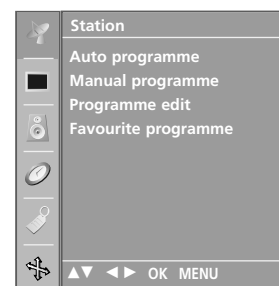 Station
Auto programme
Manual programme
Programme edit
Favourite programme
▲▼ ◄► OK MENU